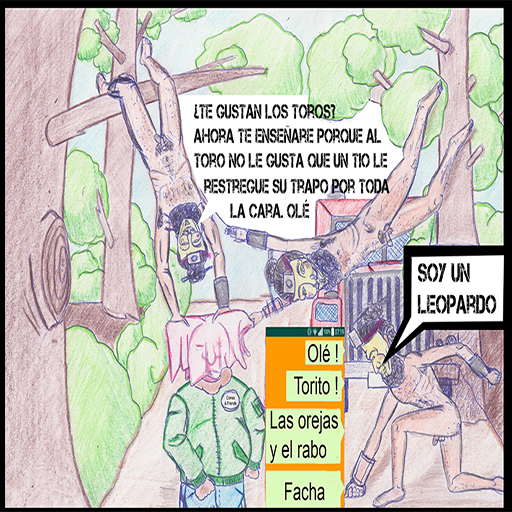 ¿TE GUSTAN LOS TOROS?
AHORA TE ENSEÑARE PORQUE AL
TORO NO LE GUSTA QUE UN TIO LE
RESTREGUE SU TRAPO POR TODA
LA CARA. OLÉ
SOY UN
LEOPARDO
Olé !
Torito !
Las orejas
y el rabo
Facha